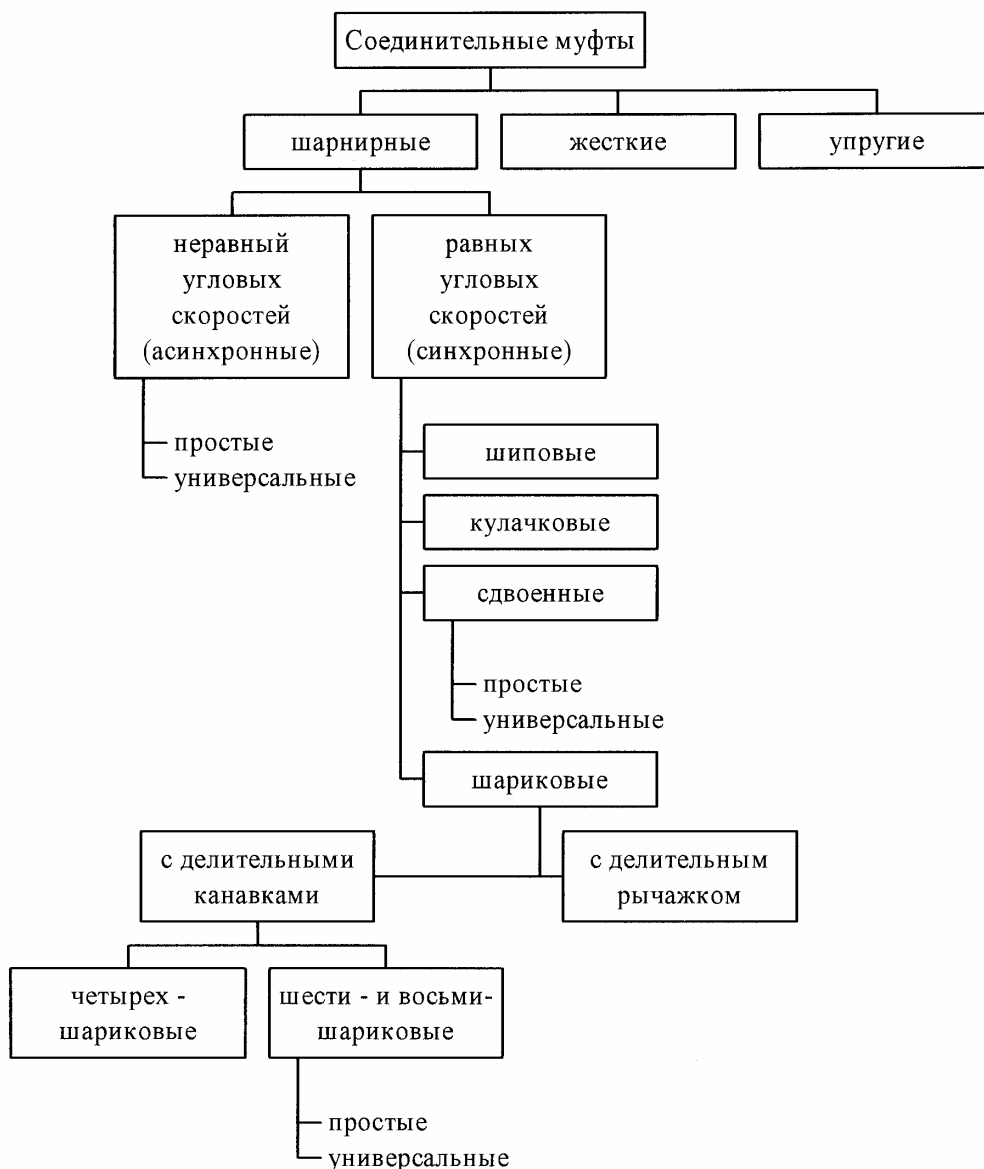 Соединительные муфты
шарнирные
жесткие
упругие
неравный
угловых
скоростей
(асинхронные)
равных
угловых
скоростей
(синхронные)
простые
универсальные
шиповые
кулачковые
сдвоенные
простые
универсальные
шариковые
с делительными
канавками
с делительным
рычажком
четырех -
шариковые
шести - и восьми-
шариковые
простые
универсальные